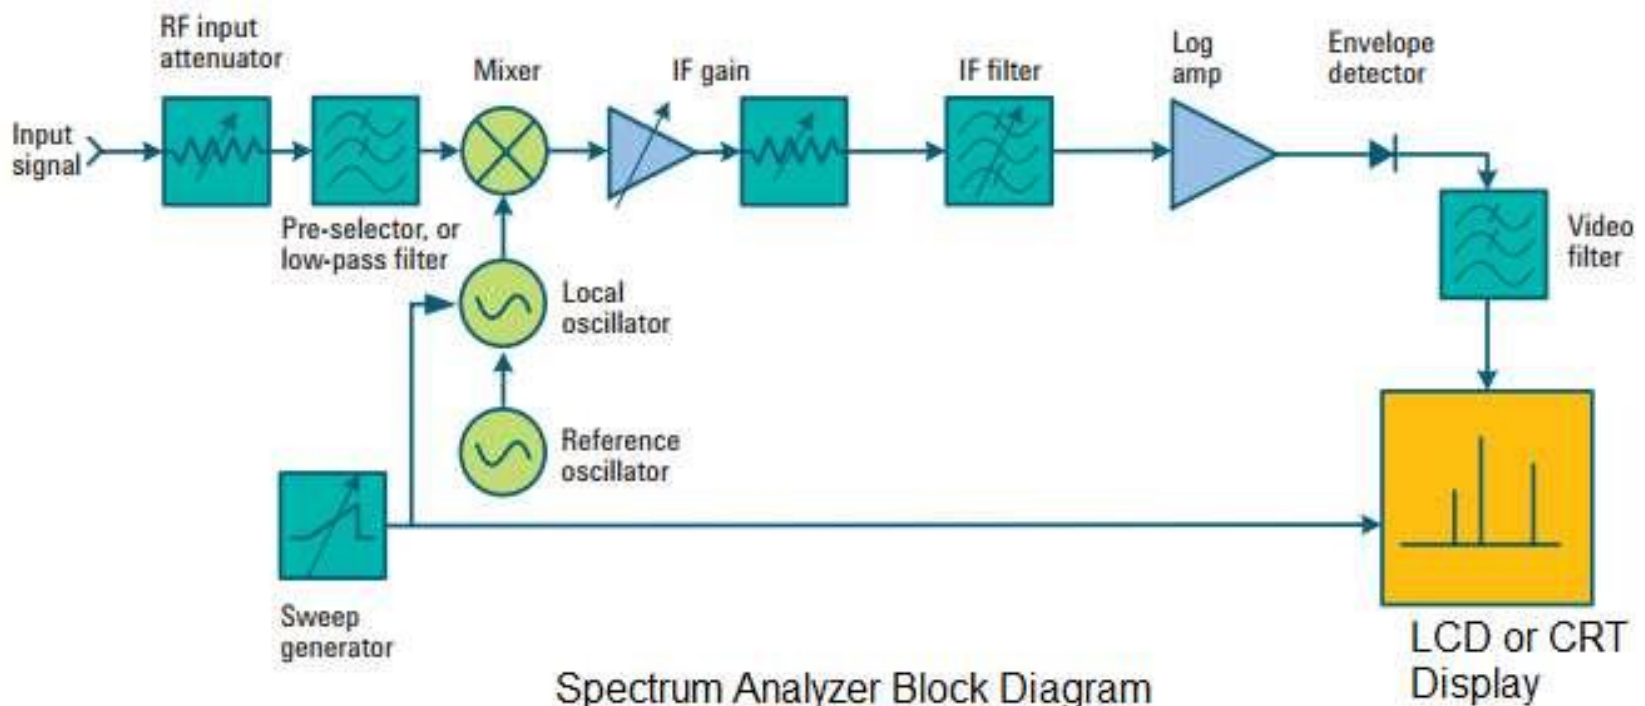 RF input
attenuator
Mixer
IF gain
IF filter
Log
amp
Envelope
detector
Input
signal
Pre-selector, or
low-pass filter
Local
oscillator
Video
filter
Reference
oscillator
Sweep
generator
LCD or CRT
Display
Spectrum Analyzer Block Diagram